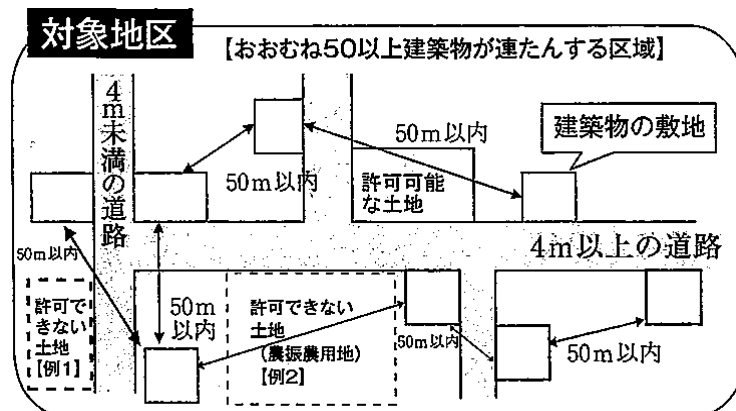 対象地区
【おおむね50以上建築物が連たんする区域】
4m未満の道路
50m以内
50m以内
建築物の敷地
許可可能
な土地
4m以上の道路
50m以内
許可で
きない
土地
【例1】
50m
以内
許可できない
土地
(農振農用地)
【例2】
50m以内
50m以内